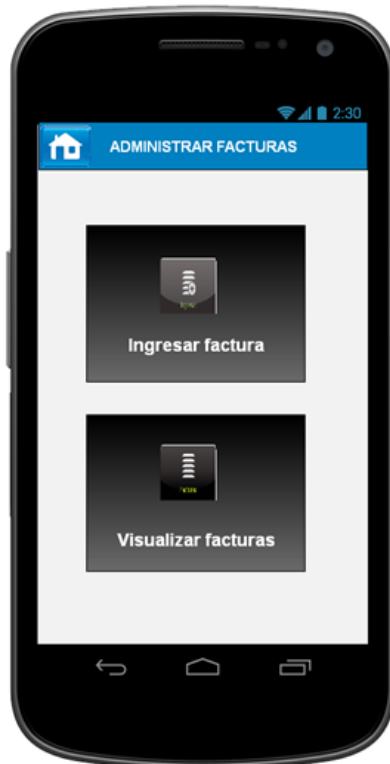 2:30
ADMINISTRAR FACTURAS
Ingresar factura
Visualizar facturas